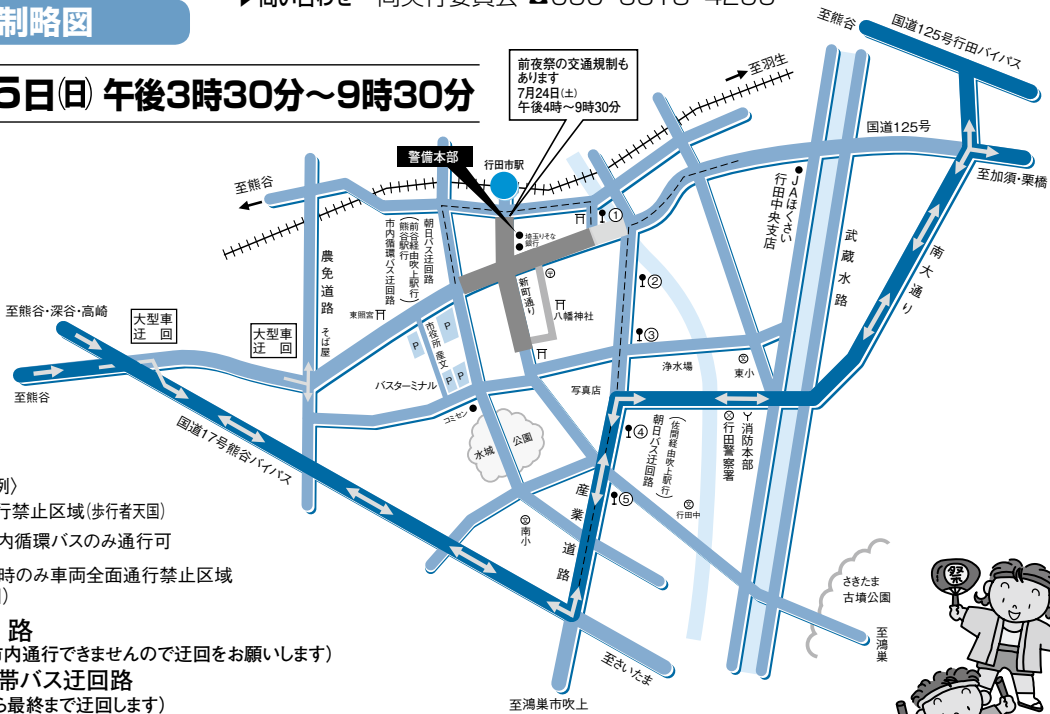 制略図
5日(日) 午後3時30分〜9時30分
前夜祭の交通規制も
あります
7月24日(土)
午後4時〜9時30分
至熊谷
国道125号行田バイパス
至羽生
国道125号
至加須・栗橋
警備本部
行田市駅
至熊谷
①
埼玉りそな
銀行
JAほくさい
行田中央支店
武蔵水路
南大通り
朝日バス迂回路
(前谷経由吹上駅行
熊谷駅行)
市内循環バス迂回路
農免道路
そば屋
新町通り
八幡神社
②
③
東照宮
至熊谷・深谷・高崎
大型車
迂 回
大型車
迂 回
市役所
産文
P
P
P
P
バスターミナル
至熊谷
浄水場
東小
写真店
コミセン
水城
公園
国道17号熊谷バイパス
④
(佐間経由吹上駅行)
朝日バス迂回路
消防本部
行田警察署
⑤
産業道路
行田中
南小
さきたま
古墳公園
至鴻巣
至さいたま
至鴻巣市吹上
例〉
行禁止区域(歩行者天国)
内循環バスのみ通行可
時のみ車両全面通行禁止区域
路
市内通行できませんので迂回をお願いします)
帯バス迂回路
ら最終まで迂回します)
祭